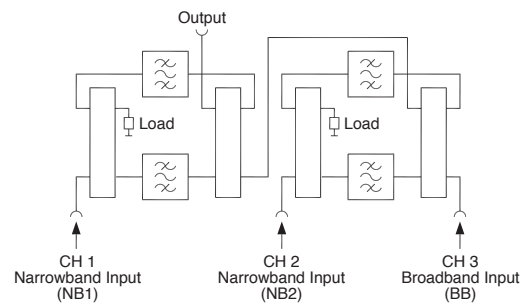 Output
Load
Load
CH 1
Narrowband Input
(NB1)
CH 2
Narrowband Input
(NB2)
CH 3
Broadband Input
(BB)